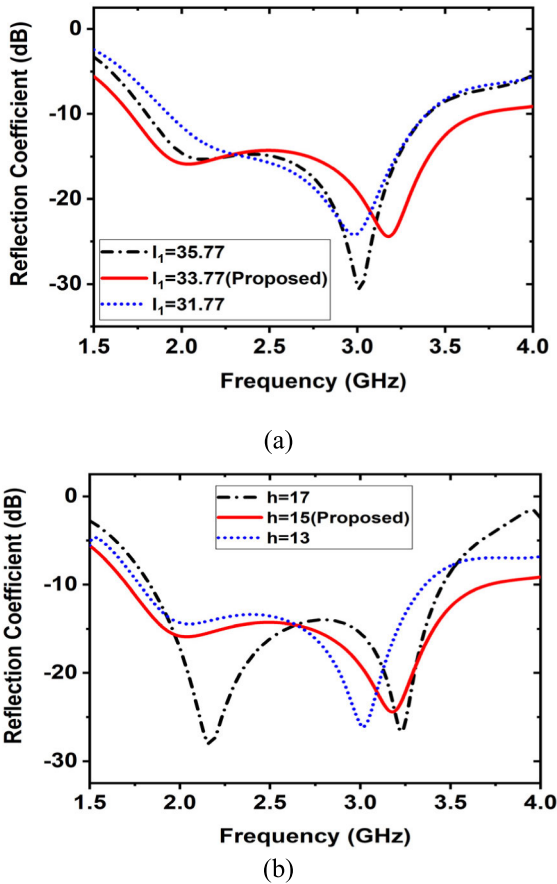 Reflection Coefficient (dB)
0
-10
-20
-30
l1=35.77
l1=33.77(Proposed)
l1=31.77
1.5 2.0 2.5 3.0 3.5 4.0
Frequency (GHz)
(a)
Reflection Coefficient (dB)
0
-10
-20
-30
h=17
h=15(Proposed)
h=13
1.5 2.0 2.5 3.0 3.5 4.0
Frequency (GHz)
(b)